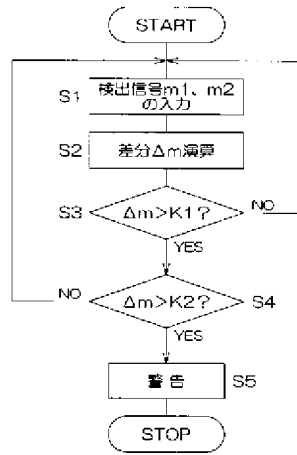 START
S1
検出信号m1、m2
の入力
S2
差分Δm演算
S3
Δm>K1?
NO
YES
NO
Δm>K2?
S4
YES
警告
S5
STOP